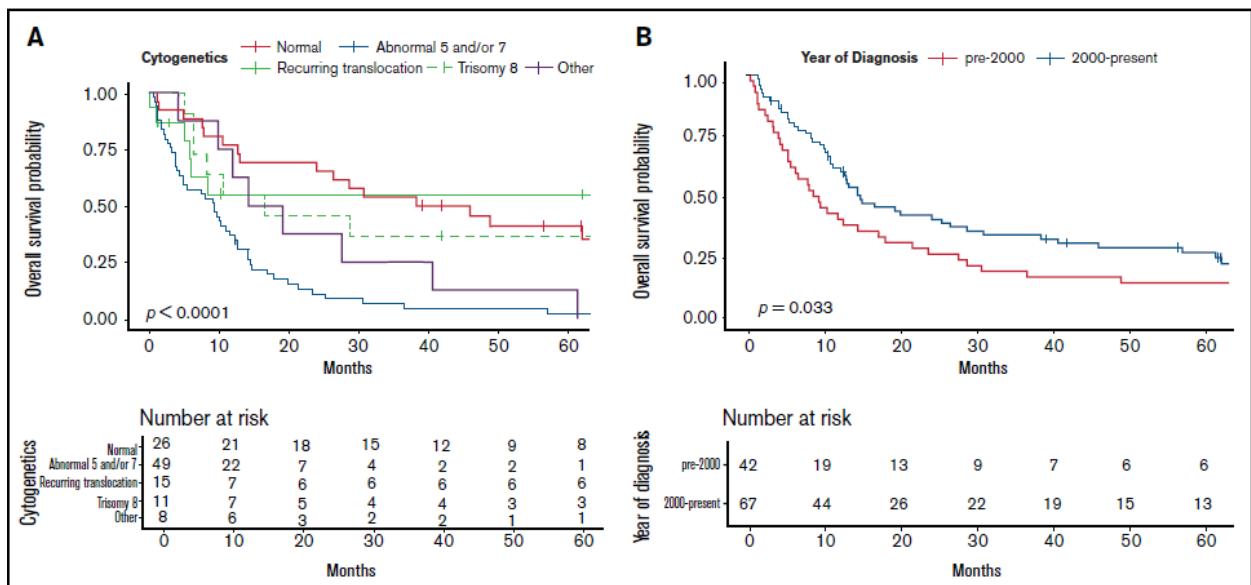 A
Cytogenetics Normal Abnormal 5 and/or 7
Recurring translocation Trisomy 8 Other
Overall survival probability
1.00
0.75
0.50
0.25
0.00
p < 0.0001
0 10 20 30 40 50 60
Months
Number at risk
Cytogenetics
Normal 26 21 18 15 12 9 8
Abnormal 5 and/or 7 49 22 7 4 2 2 1
Recurring translocation 15 7 6 6 6 6 6
Trisomy 8 11 7 5 4 4 3 3
Other 8 6 3 2 2 1 1
0 10 20 30 40 50 60
Months
B
Year of Diagnosis pre-2000 2000-present
Overall survival probability
1.00
0.75
0.50
0.25
0.00
p = 0.033
0 10 20 30 40 50 60
Months
Number at risk
Year of diagnosis
pre-2000 42 19 13 9 7 6 6
2000-present 67 44 26 22 19 15 13
0 10 20 30 40 50 60
Months